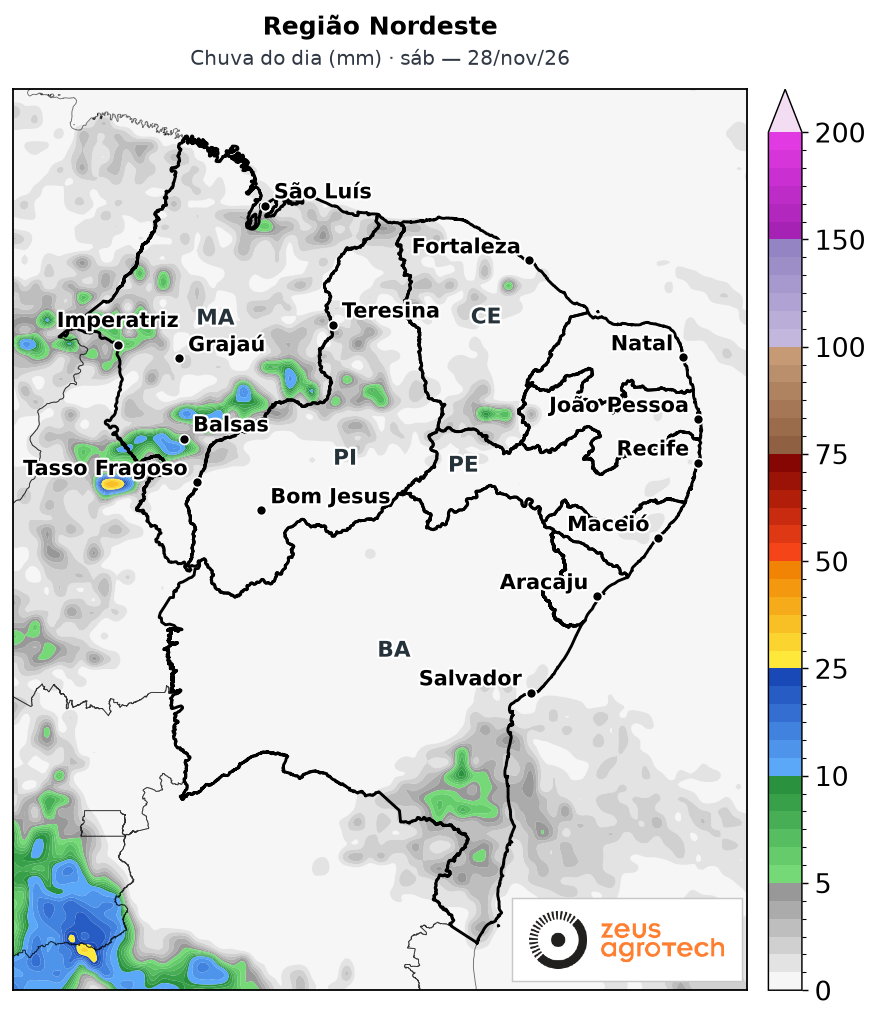 Região Nordeste
Chuva do dia (mm) · sáb — 28/nov/26
São Luís
Fortaleza
Imperatriz
MA
Teresina
CE
Grajaú
Natal
João Pessoa
Balsas
Recife
Tasso Fragoso
PI
PE
Bom Jesus
Maceió
Aracaju
BA
Salvador
zeus
agrotech
200
150
100
75
50
25
10
5
0